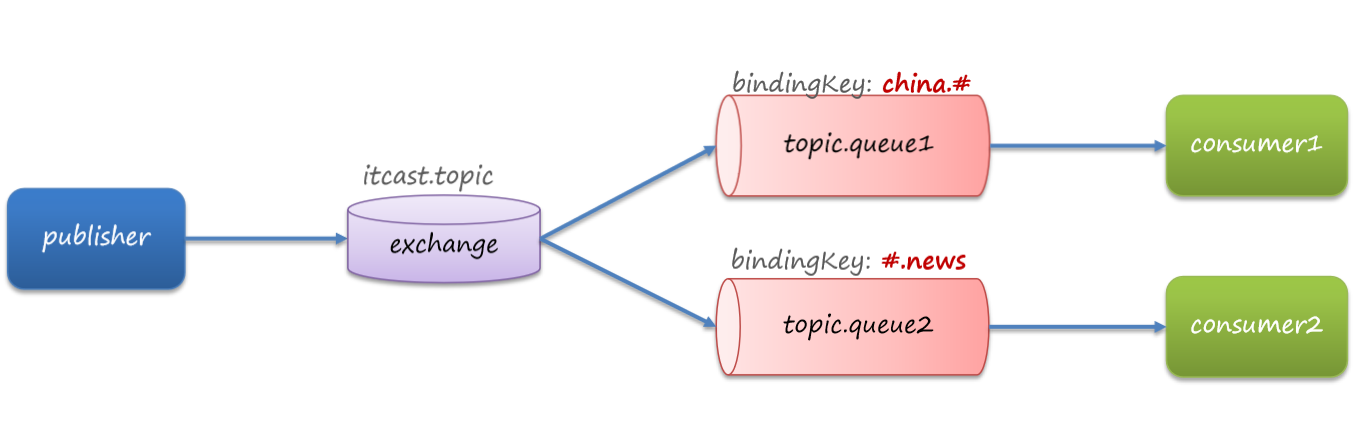 bindingKey: china.#
topic.queue1
consumer1
itcast.topic
publisher
exchange
bindingKey: #.news
topic.queue2
consumer2